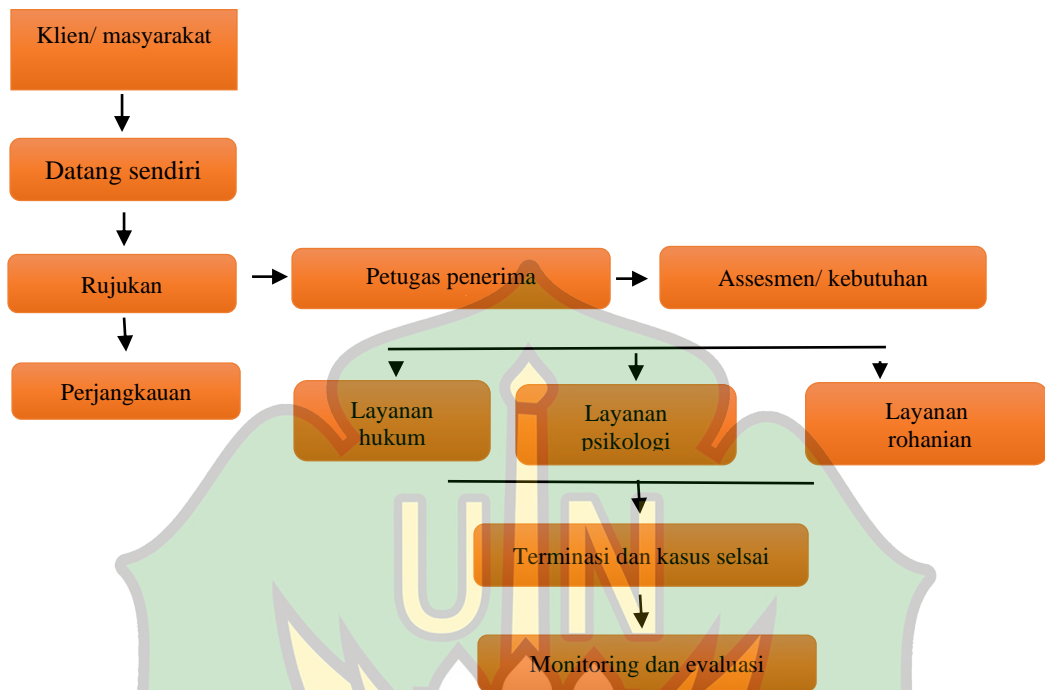 Klien/ masyarakat
Datang sendiri
Rujukan
Petugas penerima
Assesmen/ kebutuhan
Perjangkauan
Layanan
hukum
Layanan
psikologi
Layanan
rohanian
UIN
Terminasi dan kasus selsai
Monitoring dan evaluasi